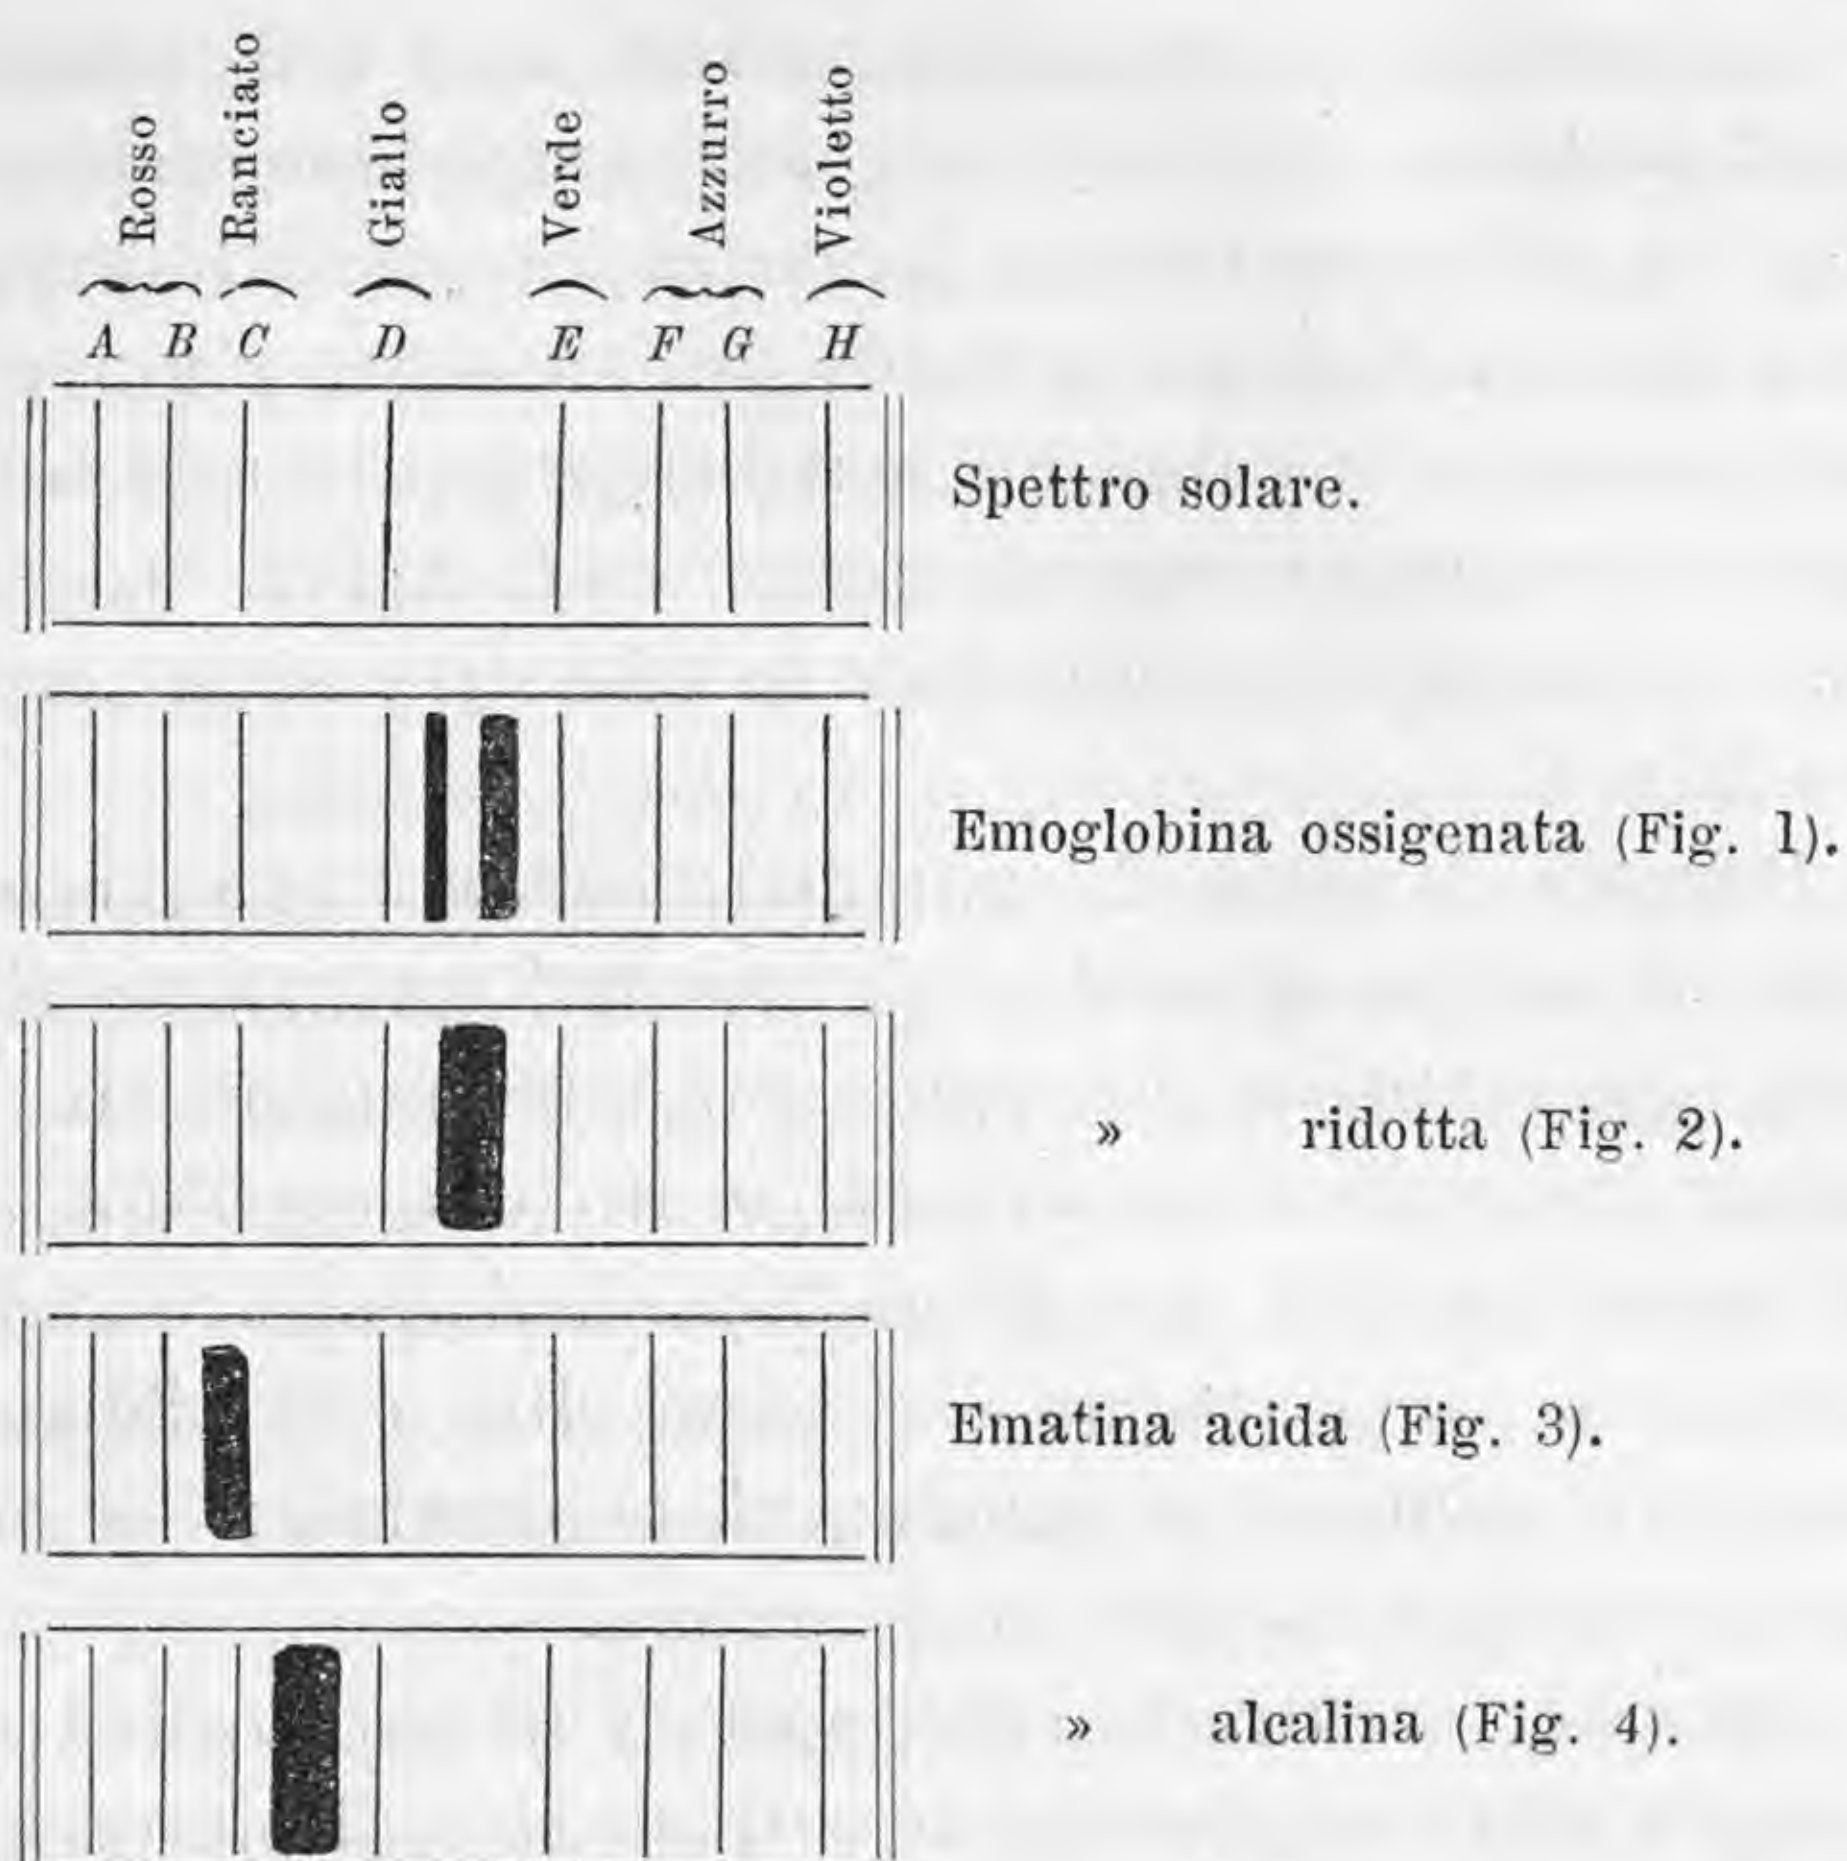 Rosso Ranciato Giallo Verde Azzurro Violetto
A B C D E F G H
Spettro solare.
Emoglobina ossigenata (Fig. 1).
» ridotta (Fig. 2).
Ematina acida (Fig. 3).
» alcalina (Fig. 4).